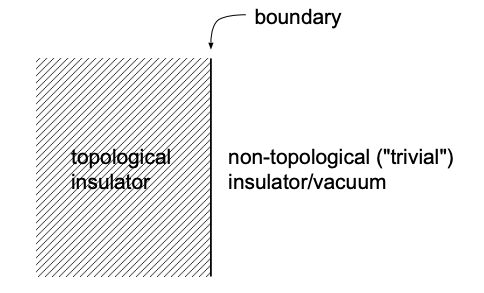 boundary
topological
insulator
non-topological ("trivial")
insulator/vacuum